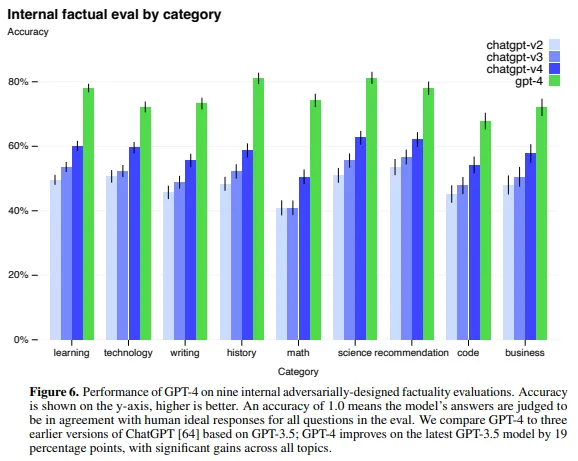 Internal factual eval by category
Accuracy
chatgpt-v2
chatgpt-v3
chatgpt-v4
gpt-4
80%
60%
40%
20%
0%
learning technology writing history math science recommendation code business
Category
Figure 6. Performance of GPT-4 on nine internal adversarially-designed factuality evaluations. Accuracy
is shown on the y-axis, higher is better. An accuracy of 1.0 means the model's answers are judged to
be in agreement with human ideal responses for all questions in the eval. We compare GPT-4 to three
earlier versions of ChatGPT [64] based on GPT-3.5; GPT-4 improves on the latest GPT-3.5 model by 19
percentage points, with significant gains across all topics.